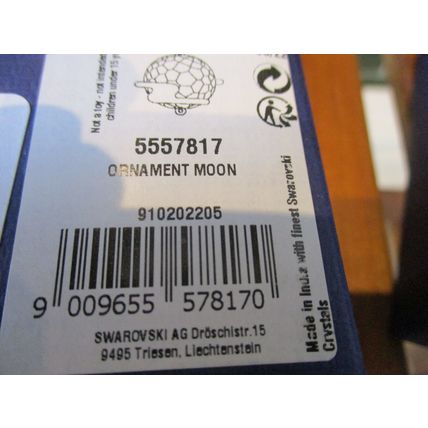 Not a toy - not intended
children under 15 y
5557817
ORNAMENT MOON
910202205
9 009655 578170
SWAROVSKI AG Dröschistr.15
9495 Triesen, Liechtenstein
Made in India with finest Swarovski
Crystals